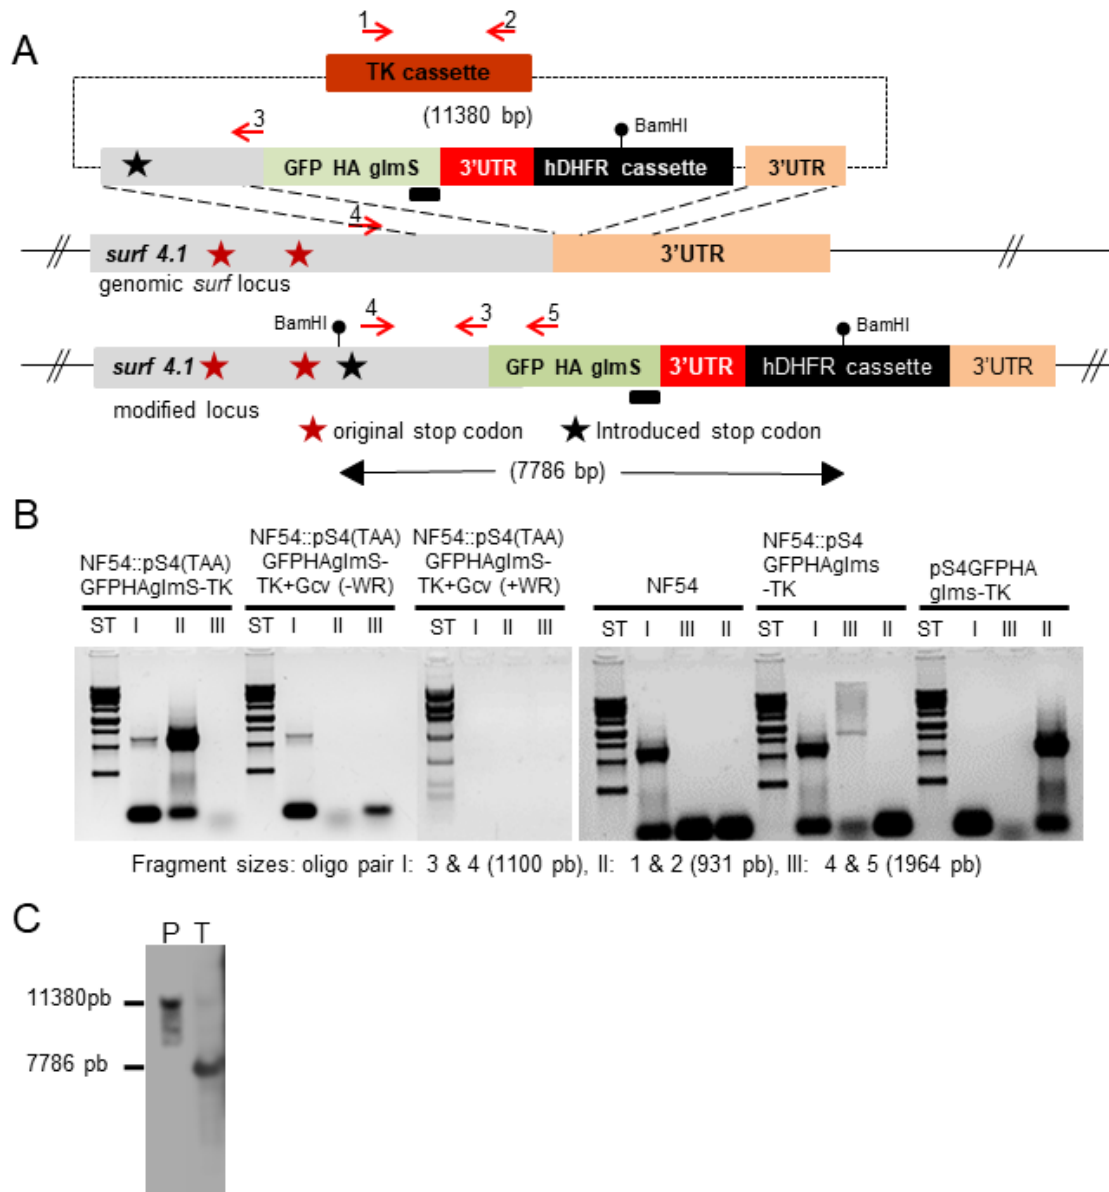 A
1
2
TK cassette
(11380 bp)
3
BamHI
GFP HA glmS
3'UTR
hDHFR cassette
3'UTR
4
surf 4.1
3'UTR
genomic surf locus
BamHI
4
3
5
BamHI
surf 4.1
GFP HA glmS
3'UTR
hDHFR cassette
3'UTR
modified locus
original stop codon
Introduced stop codon
(7786 bp)
B
NF54::pS4(TAA)
GFPHAglmS-TK
NF54::pS4(TAA)
GFPHAglmS-
TK+Gcv (-WR)
NF54::pS4(TAA)
GFPHAglmS-
TK+Gcv (+WR)
NF54
NF54::pS4
GFPHAglms
-TK
pS4GFPHA
glms-TK
ST I II III
ST I II III
ST I II III
ST I III II
ST I III II
ST I III II
Fragment sizes: oligo pair I: 3 & 4 (1100 pb), II: 1 & 2 (931 pb), III: 4 & 5 (1964 pb)
C
P T
11380pb
7786 pb